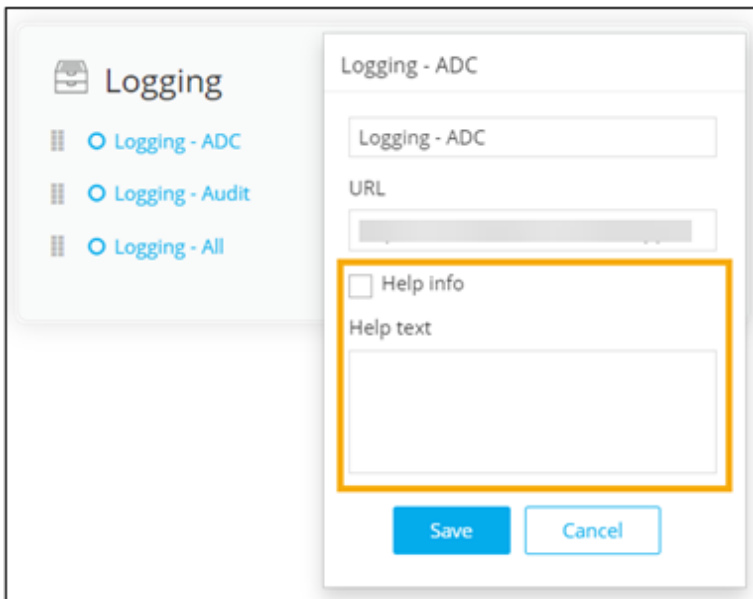 Logging
Logging - ADC
Logging - Audit
Logging - All
Logging - ADC
Logging - ADC
URL
Help info
Help text
Save
Cancel